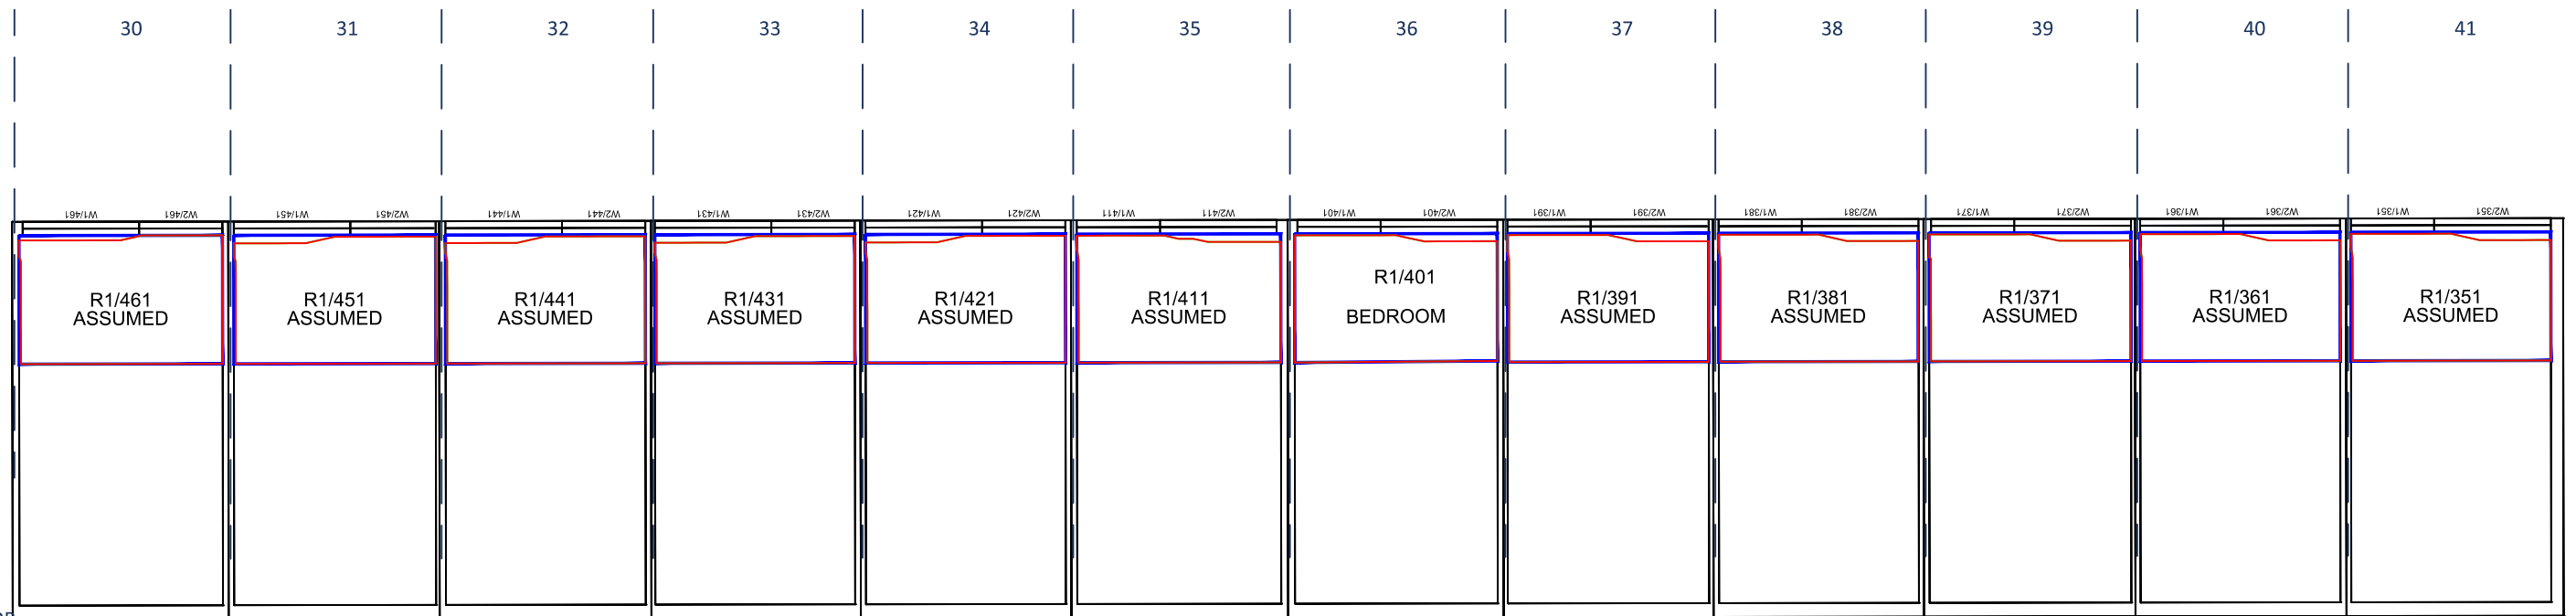 30 31 32 33 34 35 36 37 38 39 40 41
W1/461 W2/461 W1/451 W2/451 W1/441 W2/441 W1/431 W2/431 W1/421 W2/421 W1/411 W2/411 W1/401 W2/401 W1/391 W2/391 W1/381 W2/381 W1/371 W2/371 W1/361 W2/361 W1/351 W2/351
R1/461
ASSUMED
R1/451
ASSUMED
R1/441
ASSUMED
R1/431
ASSUMED
R1/421
ASSUMED
R1/411
ASSUMED
R1/401
BEDROOM
R1/391
ASSUMED
R1/381
ASSUMED
R1/371
ASSUMED
R1/361
ASSUMED
R1/351
ASSUMED